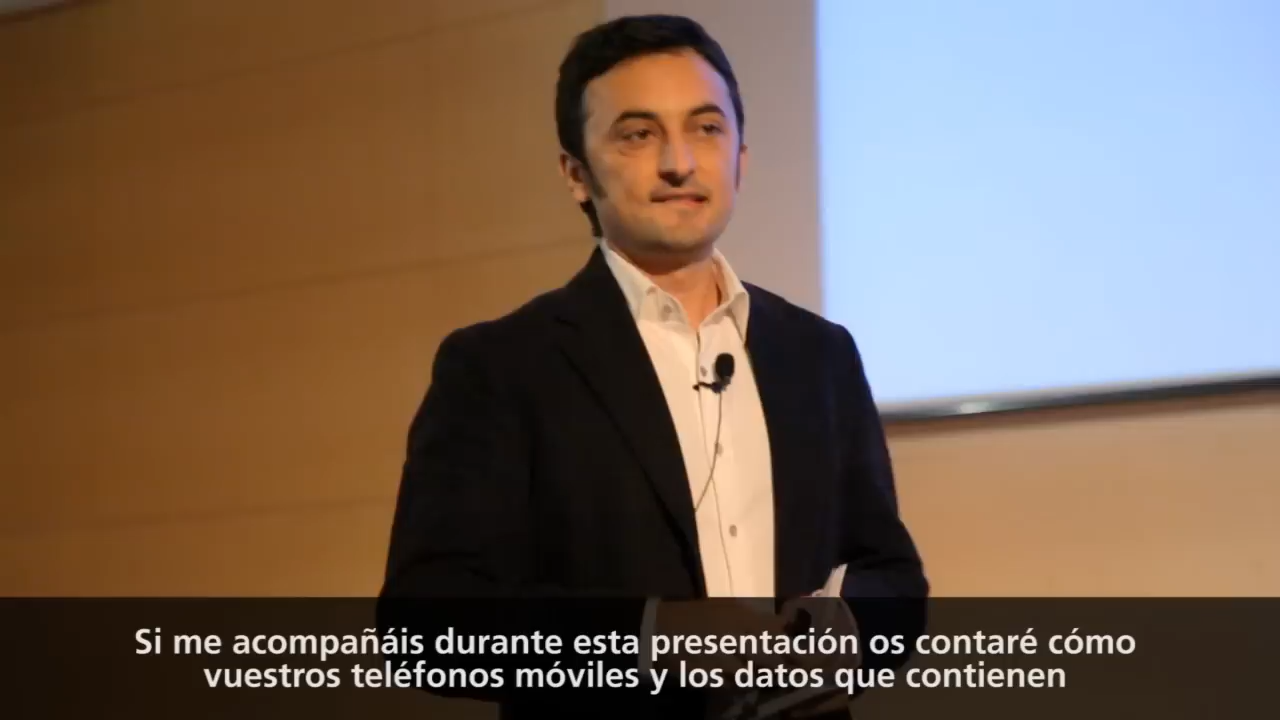 Si me acompañáis durante esta presentación os contaré cómo
vuestros teléfonos móviles y los datos que contienen